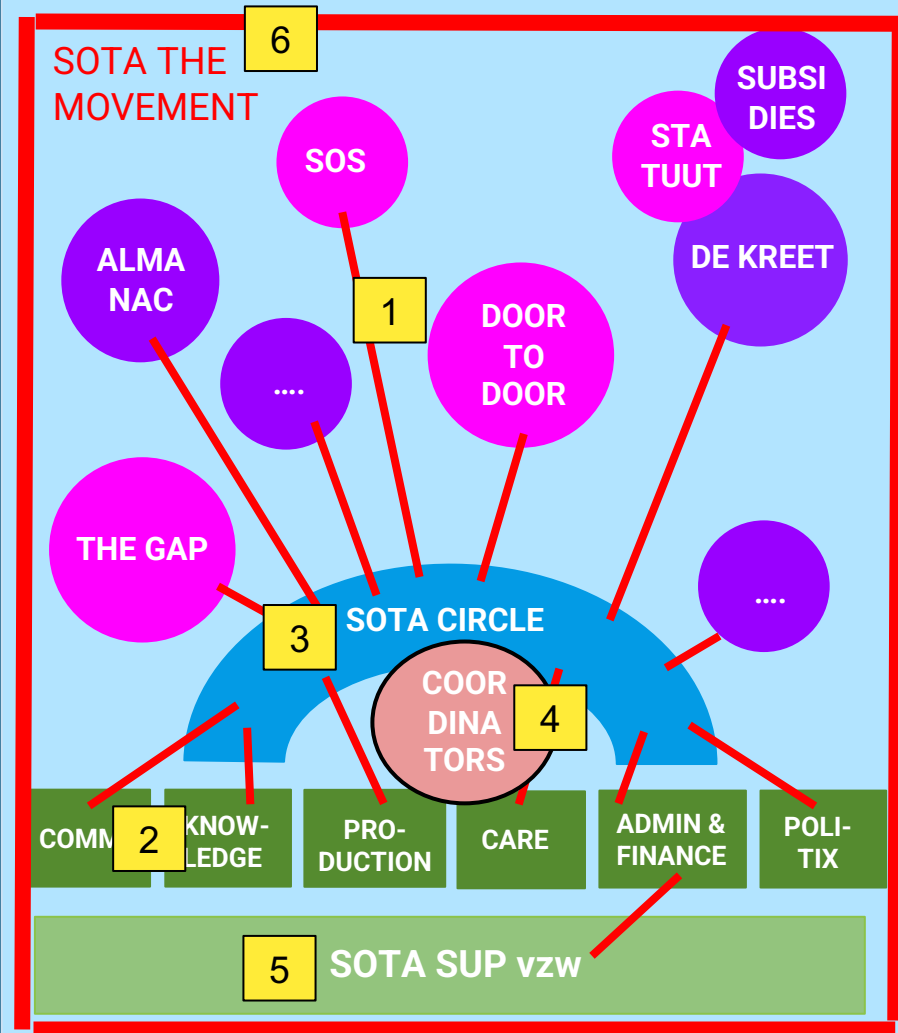 6
SOTA THE
MOVEMENT
SUBSI
DIES
SOS
STA
TUUT
ALMA
NAC
DE KREET
1
DOOR
TO
DOOR
....
THE GAP
....
3
SOTA CIRCLE
COOR
DINA
TORS
4
COMM
2
KNOW-
LEDGE
PRO-
DUCTION
CARE
ADMIN &
FINANCE
POLI-
TIX
5
SOTA SUP vzw